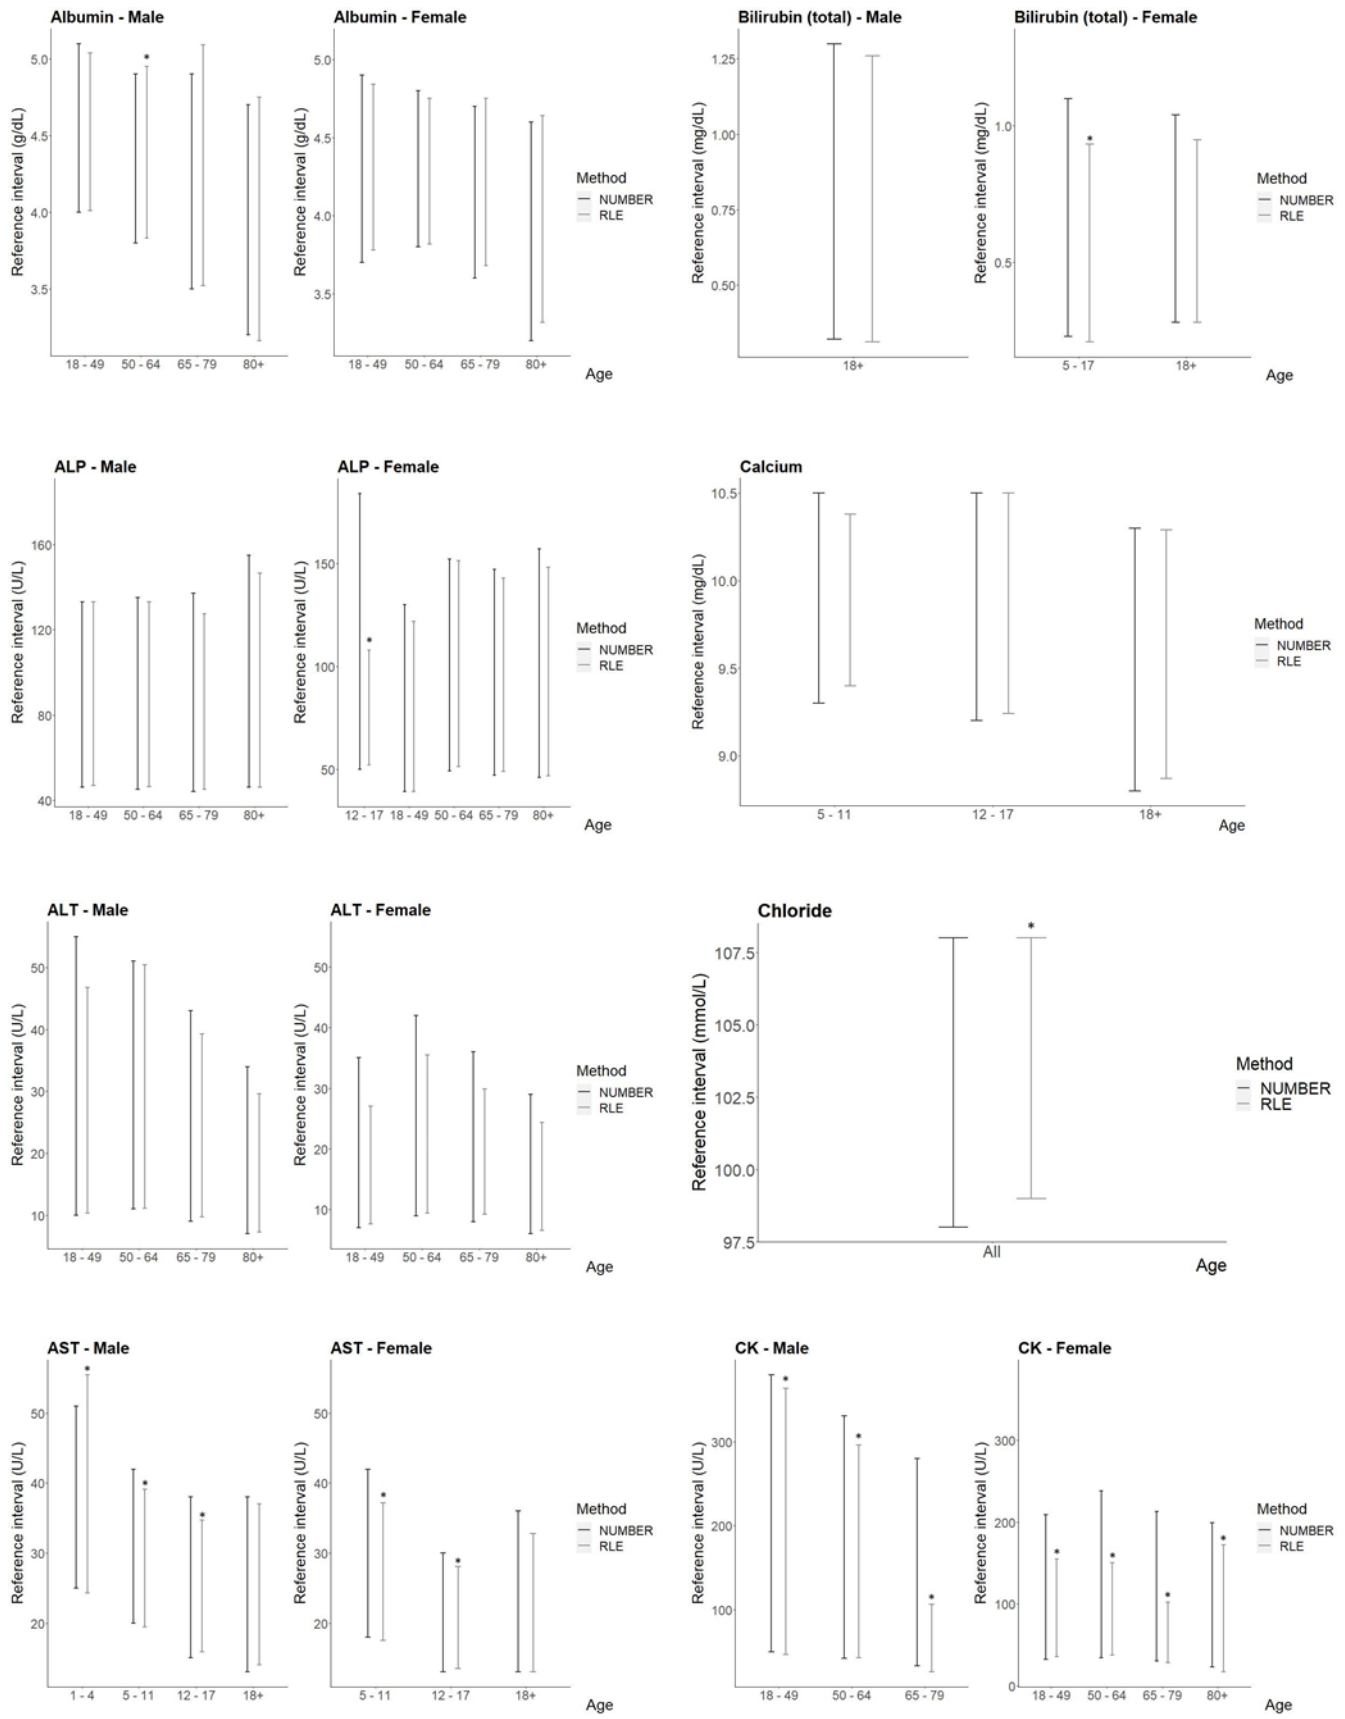 Albumin - Male
Reference interval (g/dL)
5.0
4.5
4.0
3.5
*
18 - 49 50 - 64 65 - 79 80+
Albumin - Female
Reference interval (g/dL)
5.0
4.5
4.0
3.5
18 - 49 50 - 64 65 - 79 80+
Age
Method
NUMBER
RLE
Bilirubin (total) - Male
Reference interval (mg/dL)
1.25
1.00
0.75
0.50
18+
Bilirubin (total) - Female
Reference interval (mg/dL)
1.0
0.5
*
5 - 17 18+
Age
Method
NUMBER
RLE
ALP - Male
Reference interval (U/L)
160
120
80
40
18 - 49 50 - 64 65 - 79 80+
ALP - Female
Reference interval (U/L)
150
100
50
*
12 - 17 18 - 49 50 - 64 65 - 79 80+
Age
Method
NUMBER
RLE
Calcium
Reference interval (mg/dL)
10.5
10.0
9.5
9.0
5 - 11 12 - 17 18+
Age
Method
NUMBER
RLE
ALT - Male
Reference interval (U/L)
50
40
30
20
10
18 - 49 50 - 64 65 - 79 80+
ALT - Female
Reference interval (U/L)
50
40
30
20
10
18 - 49 50 - 64 65 - 79 80+
Age
Method
NUMBER
RLE
Chloride
Reference interval (mmol/L)
107.5
105.0
102.5
100.0
97.5
*
All
Age
Method
NUMBER
RLE
AST - Male
Reference interval (U/L)
50
40
30
20
* * *
1 - 4 5 - 11 12 - 17 18+
AST - Female
Reference interval (U/L)
50
40
30
20
* *
5 - 11 12 - 17 18+
Age
Method
NUMBER
RLE
CK - Male
Reference interval (U/L)
300
200
100
* * *
18 - 49 50 - 64 65 - 79
CK - Female
Reference interval (U/L)
300
200
100
0
* * * *
18 - 49 50 - 64 65 - 79 80+
Age
Method
NUMBER
RLE